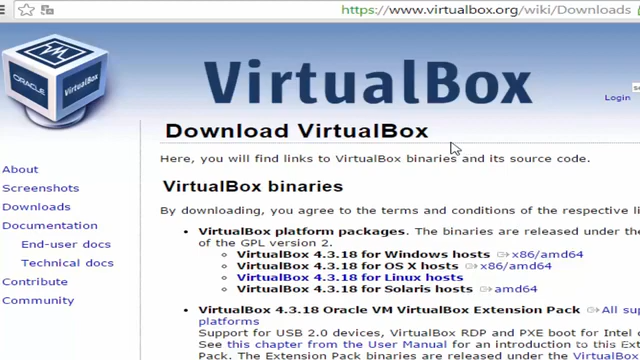 https://www.virtualbox.org/wiki/Downloads
VirtualBox
ORACLE
VirtualBox
Login
Download VirtualBox
Here, you will find links to VirtualBox binaries and its source code.
About
Screenshots
Downloads
Documentation
End-user docs
Technical docs
Contribute
Community
VirtualBox binaries
By downloading, you agree to the terms and conditions of the respective
• VirtualBox platform packages. The binaries are released under the
of the GPL version 2.
◦ VirtualBox 4.3.18 for Windows hosts x86/amd64
◦ VirtualBox 4.3.18 for OS X hosts x86/amd64
◦ VirtualBox 4.3.18 for Linux hosts
◦ VirtualBox 4.3.18 for Solaris hosts amd64
• VirtualBox 4.3.18 Oracle VM VirtualBox Extension Pack All
platforms
Support for USB 2.0 devices, VirtualBox RDP and PXE boot for Intel
See this chapter from the User Manual for an introduction to this
Pack. The Extension Pack binaries are released under the